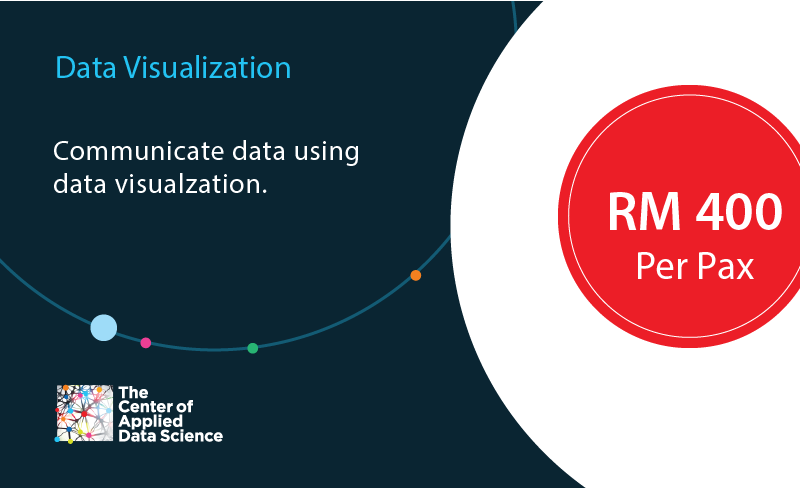 Data Visualization
Communicate data using
data visualzation.
RM 400
Per Pax
The
Center of
Applied
Data Science